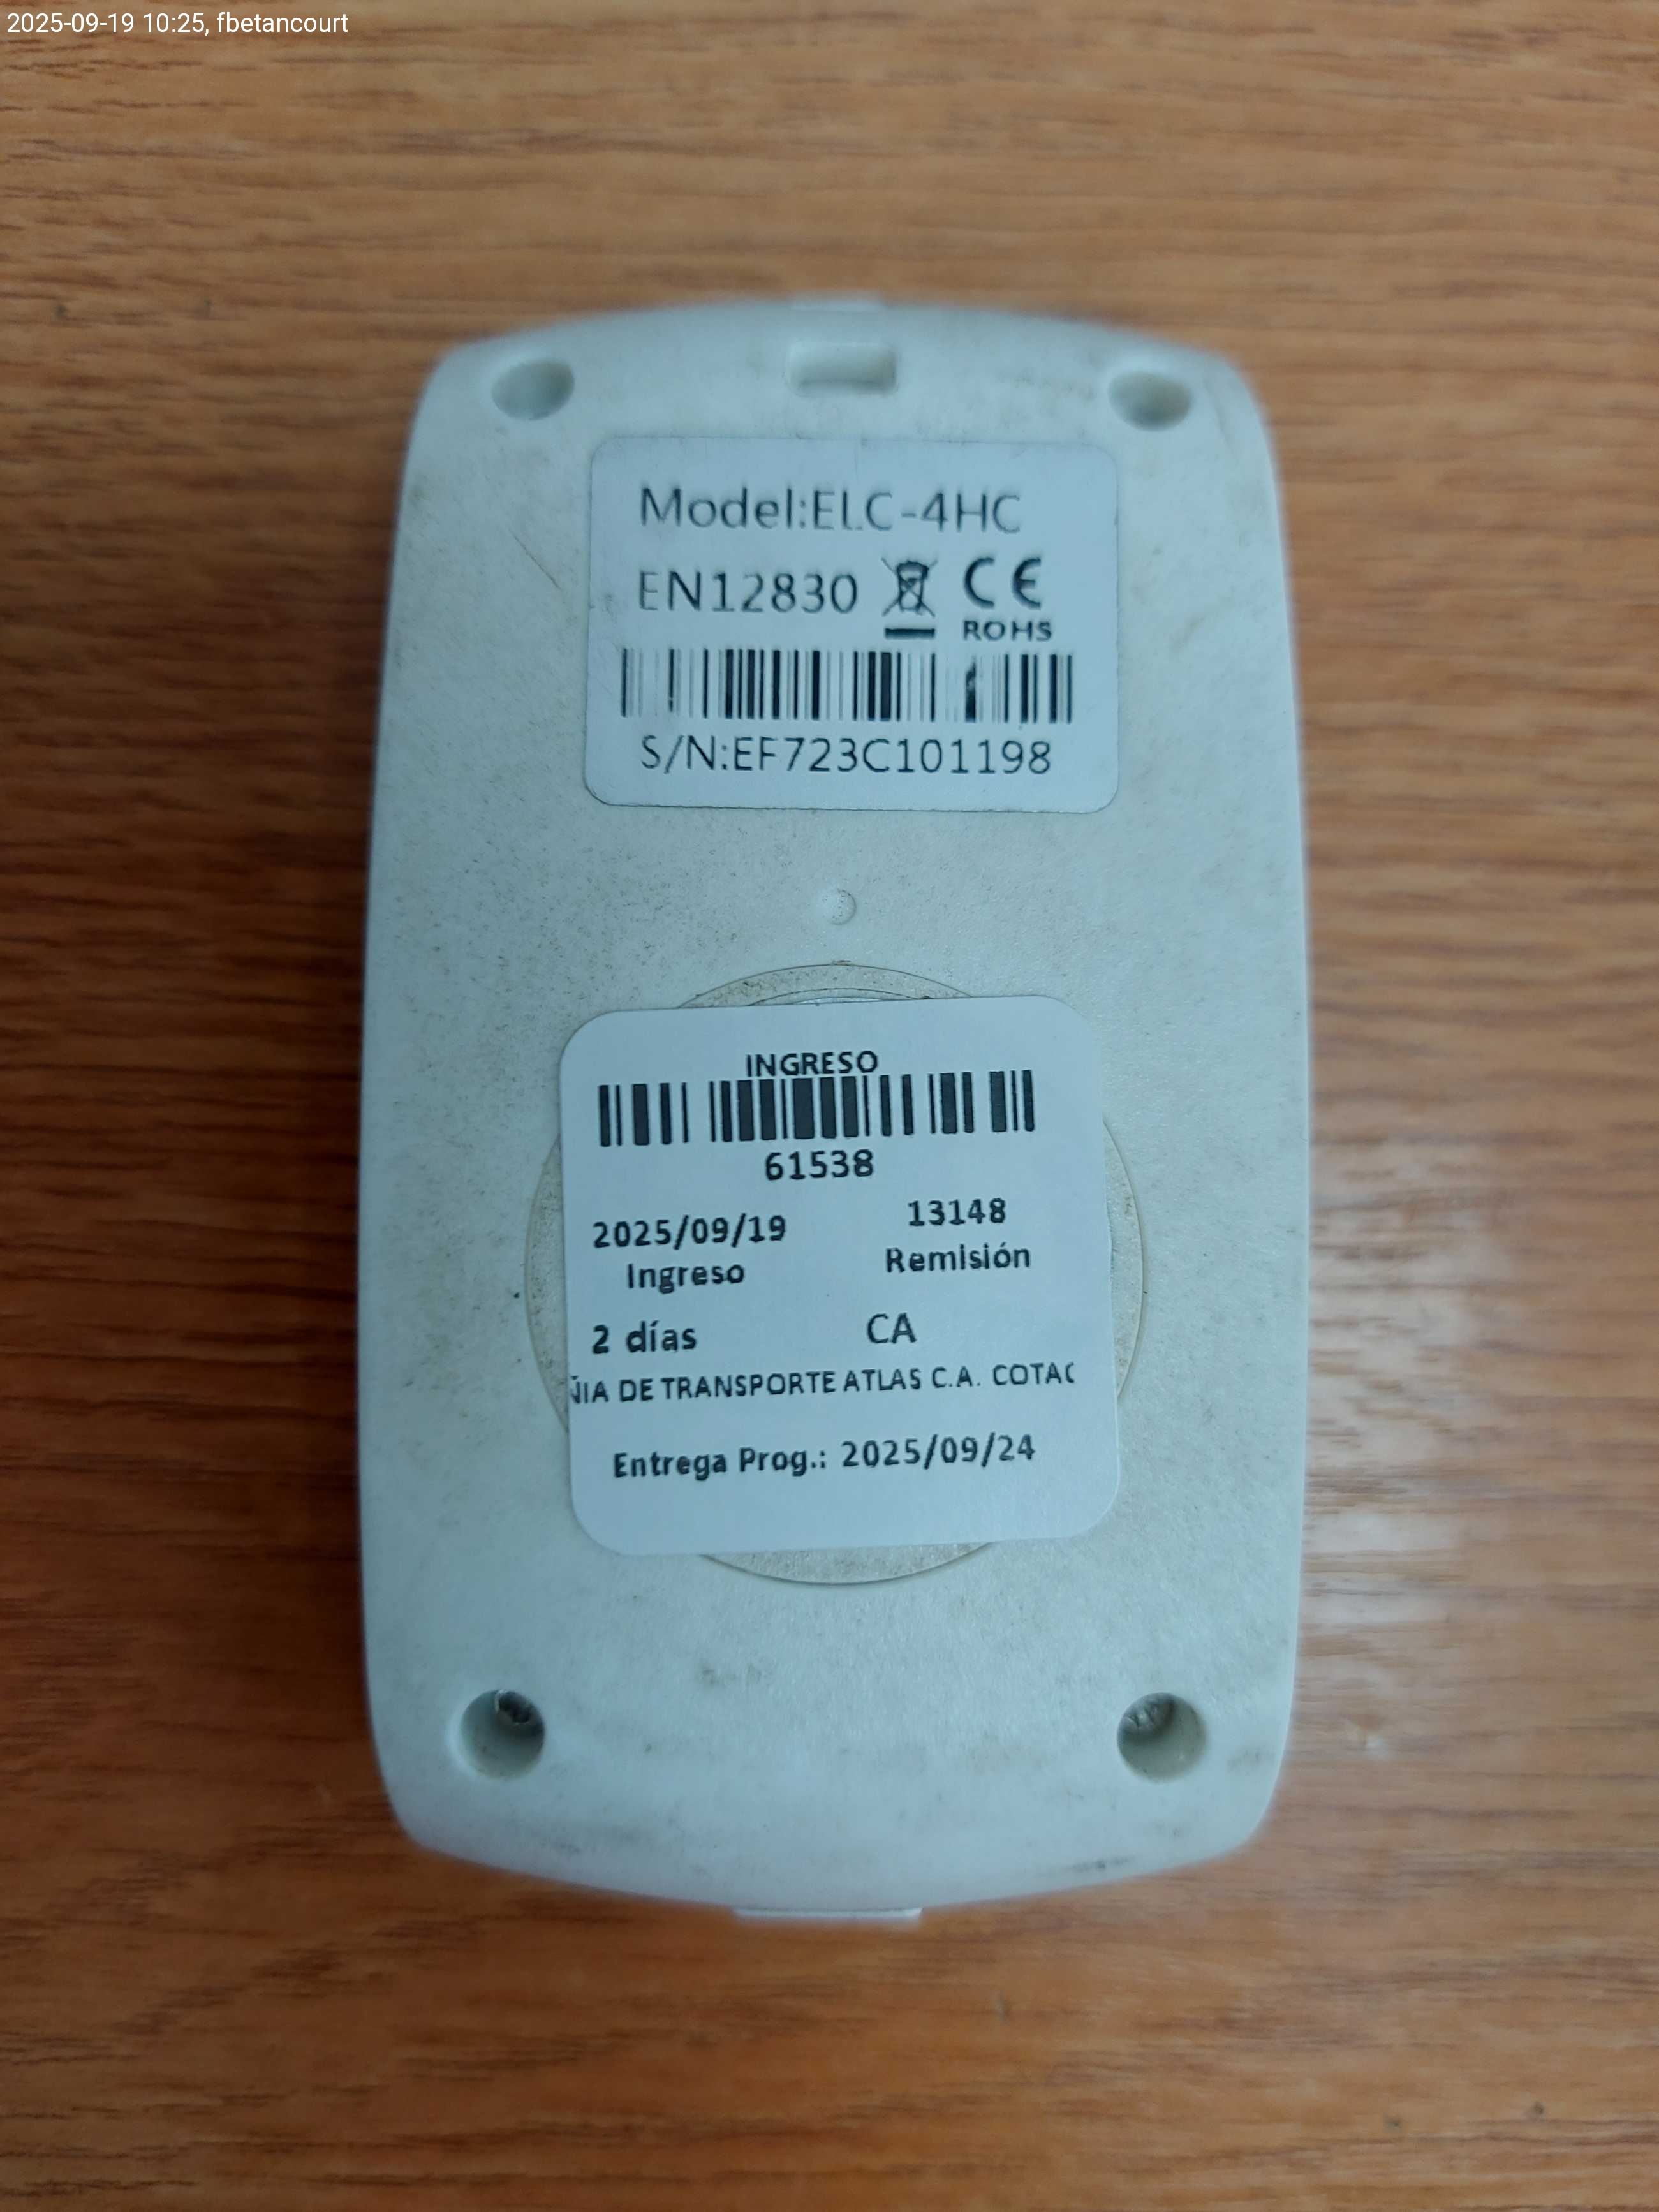 2025-09-19 10:25, fbetancourt
Model:ELC-4HC
EN12830 CE
ROHS
S/N:EF723C101198
INGRESO
61538
2025/09/19 13148
Ingreso Remisión
2 días CA
ÑIA DE TRANSPORTE ATLAS C.A. COTAC
Entrega Prog.: 2025/09/24